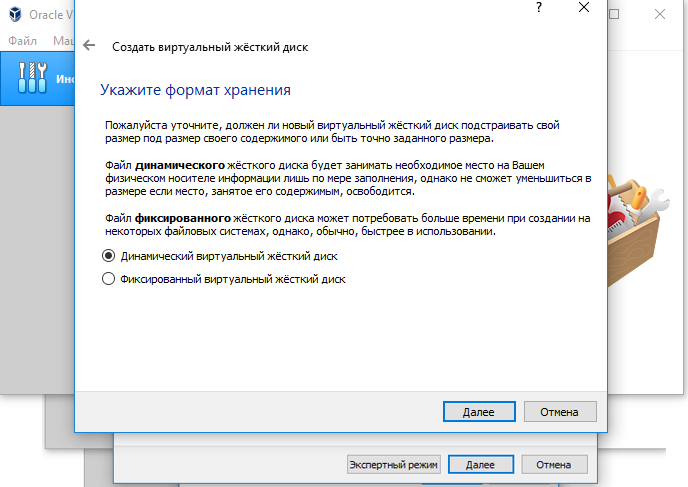 Oracle V
?
Файл
Маш
Создать виртуальный жёсткий диск
Инс
Укажите формат хранения
Пожалуйста уточните, должен ли новый виртуальный жёсткий диск подстраивать свой
размер под размер своего содержимого или быть точно заданного размера.
Файл динамического жёсткого диска будет занимать необходимое место на Вашем
физическом носителе информации лишь по мере заполнения, однако не сможет уменьшиться в
размере если место, занятое его содержимым, освободится.
Файл фиксированного жёсткого диска может потребовать больше времени при создании на
некоторых файловых системах, однако, обычно, быстрее в использовании.
Динамический виртуальный жёсткий диск
Фиксированный виртуальный жёсткий диск
Далее
Отмена
Экспертный режим
Далее
Отмена